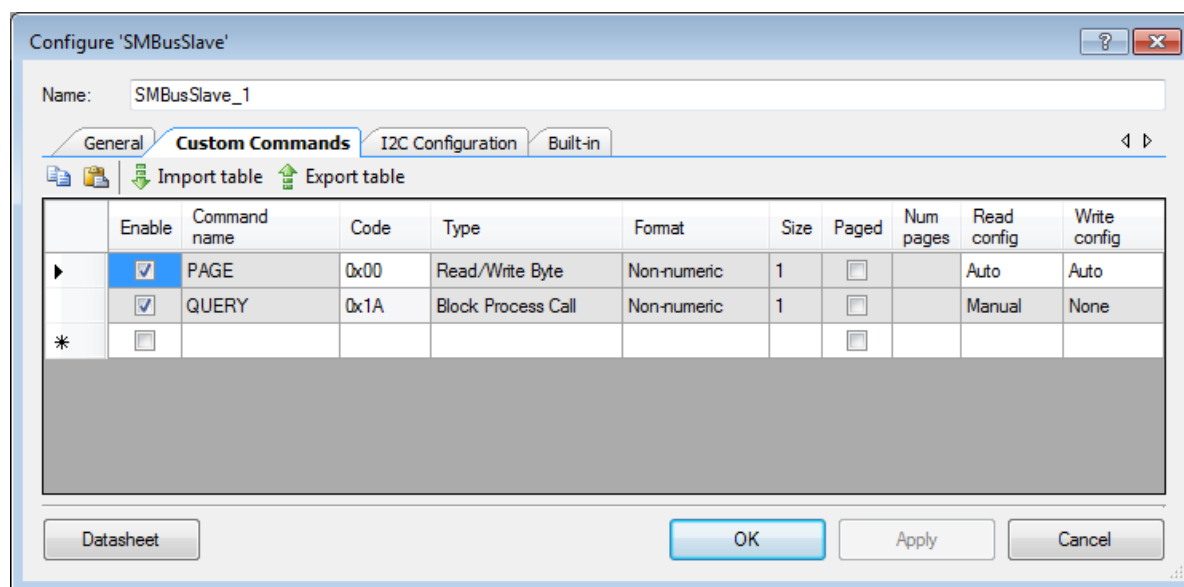 Configure 'SMBusSlave'
Name: SMBusSlave_1
General Custom Commands I2C Configuration Built-in
Import table Export table
Enable Command name Code Type Format Size Paged Num pages Read config Write config
PAGE 0x00 Read/Write Byte Non-numeric 1 Auto Auto
QUERY 0x1A Block Process Call Non-numeric 1 Manual None
Datasheet OK Apply Cancel